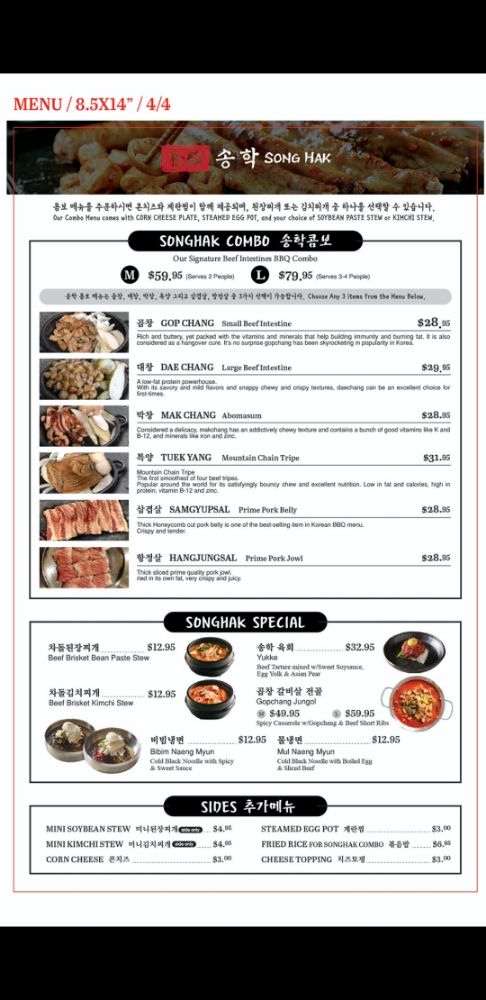 MENU / 8.5X14” / 4/4
송학 SONG HAK
콤보 메뉴를 주문하시면 콘치즈와 계란찜이 함께 제공되며, 된장찌개 또는 김치찌개 중 하나를 선택할 수 있습니다.
Our Combo Menu comes with CORN CHEESE PLATE, STEAMED EGG POT, and your choice of SOYBEAN PASTE STEW or KIMCHI STEW.
SONGHAK COMBO 송학콤보
Our Signature Beef Intestines BBQ Combo
M $59.95 (Serves 2 People) L $79.95 (Serves 3-4 People)
송학 콤보 메뉴는 곱창, 대창, 막창, 특양 그리고 삼겹살, 항정살 중 3가지 선택이 가능합니다. Choose Any 3 items from the Menu Below.
곱창 GOP CHANG Small Beef Intestine $28.95
Rich and buttery, yet packed with the vitamins and minerals that help building immunity and burning fat. It is also
considered as a hangover cure. It's no surprise gopchang has been skyrocketing in popularity in Korea.
대창 DAE CHANG Large Beef Intestine $29.95
A low-fat protein powerhouse.
With its savory and mild flavors and snappy chewy and crispy textures, daechang can be an excellent choice for
first-times.
막창 MAK CHANG Abomasum $28.95
Considered a delicacy, makchang has an addictively chewy texture and contains a bunch of good vitamins like K and
B-12, and minerals like iron and zinc.
특양 TUEK YANG Mountain Chain Tripe $31.95
Mountain Chain Tripe
The first smoothest of four beef tripes.
Popular around the world for its satisfyingly bouncy chew and excellent nutrition. Low in fat and calories, high in
protein, vitamin B-12 and zinc.
삼겹살 SAMGYUPSAL Prime Pork Belly $28.95
Thick Honeycomb cut pork belly is one of the best-selling item in Korean BBQ menu.
Crispy and tender.
항정살 HANGJUNGSAL Prime Pork Jowl $28.95
Thick sliced prime quality pork jowl.
ried in its own fat, very crispy and juicy.
SONGHAK SPECIAL
차돌된장찌개 $12.95
Beef Brisket Bean Paste Stew
송학 육회 $32.95
Yukke
Beef Tartare mixed w/Sweet Soysauce,
Egg Yolk & Asian Pear
차돌김치찌개 $12.95
Beef Brisket Kimchi Stew
곱창 갈비살 전골
Gopchang Jungol
M $49.95 L $59.95
Spicy Casserole w/Gopchang & Beef Short Ribs
비빔냉면 $12.95
Bibim Naeng Myun
Cold Black Noodle with Spicy
& Sweet Sauce
물냉면 $12.95
Mul Naeng Myun
Cold Black Noodle with Boiled Egg
& Sliced Beef
SIDES 추가메뉴
MINI SOYBEAN STEW 미니된장찌개 side only $4.95
MINI KIMCHI STEW 미니김치찌개 side only $4.95
CORN CHEESE 콘치즈 $3.00
STEAMED EGG POT 계란찜 $3.00
FRIED RICE FOR SONGHAK COMBO 볶음밥 $6.95
CHEESE TOPPING 치즈토핑 $3.00